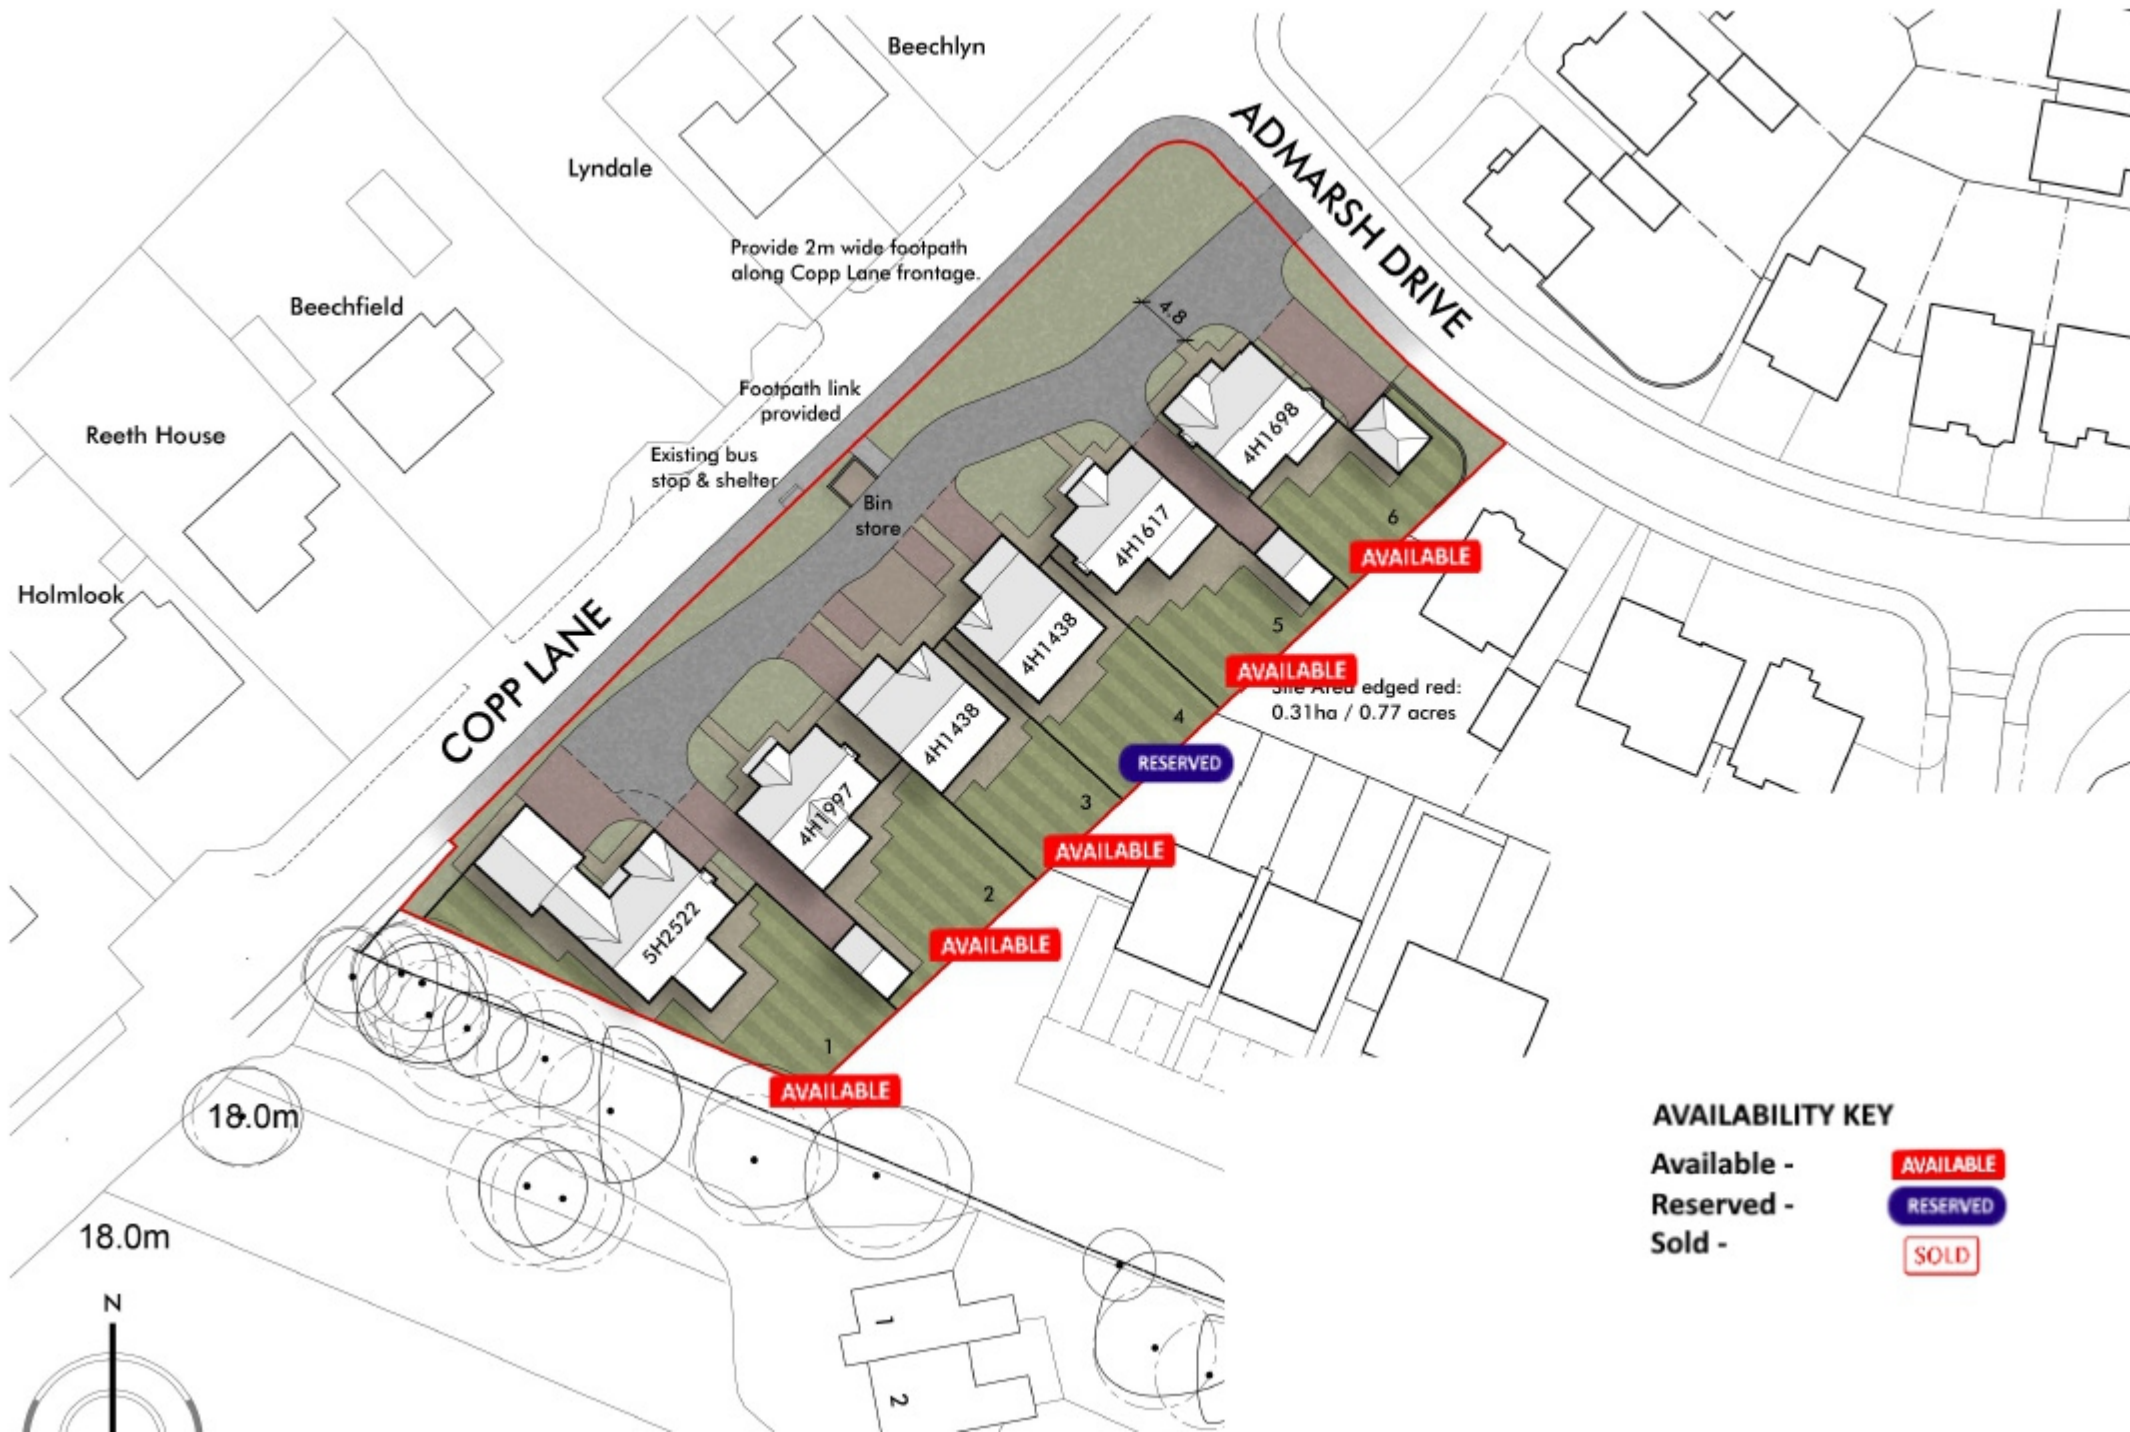 Beechlyn
Lyndale
ADMARSH DRIVE
Provide 2m wide footpath
along Copp Lane frontage.
Beechfield
4.8
Footpath link
provided
Reeth House
Existing bus
stop & shelter
Bin
store
Holmlook
COPP LANE
4H1698
4H1617
4H1438
4H1438
4H1997
5H2522
6
AVAILABLE
5
AVAILABLE
Site Area edged red:
0.31ha / 0.77 acres
4
RESERVED
3
AVAILABLE
2
AVAILABLE
1
AVAILABLE
18.0m
18.0m
N
1
2
AVAILABILITY KEY
Available - AVAILABLE
Reserved - RESERVED
Sold - SOLD